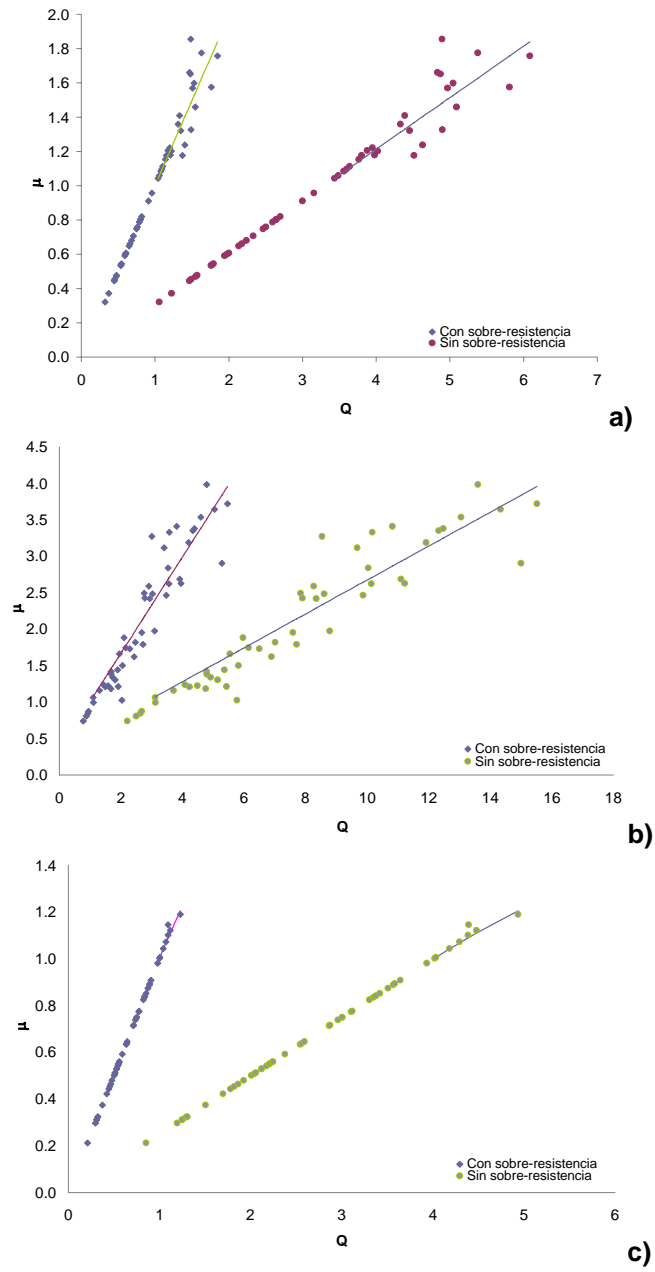 2.0
1.8
1.6
1.4
1.2
1.0
0.8
0.6
0.4
0.2
0.0
μ
Con sobre-resistencia
Sin sobre-resistencia
0 1 2 3 4 5 6 7
Q
a)
4.5
4.0
3.5
3.0
2.5
2.0
1.5
1.0
0.5
0.0
μ
Con sobre-resistencia
Sin sobre-resistencia
0 2 4 6 8 10 12 14 16 18
Q
b)
1.4
1.2
1.0
0.8
0.6
0.4
0.2
0.0
μ
Con sobre-resistencia
Sin sobre-resistencia
0 1 2 3 4 5 6
Q
c)